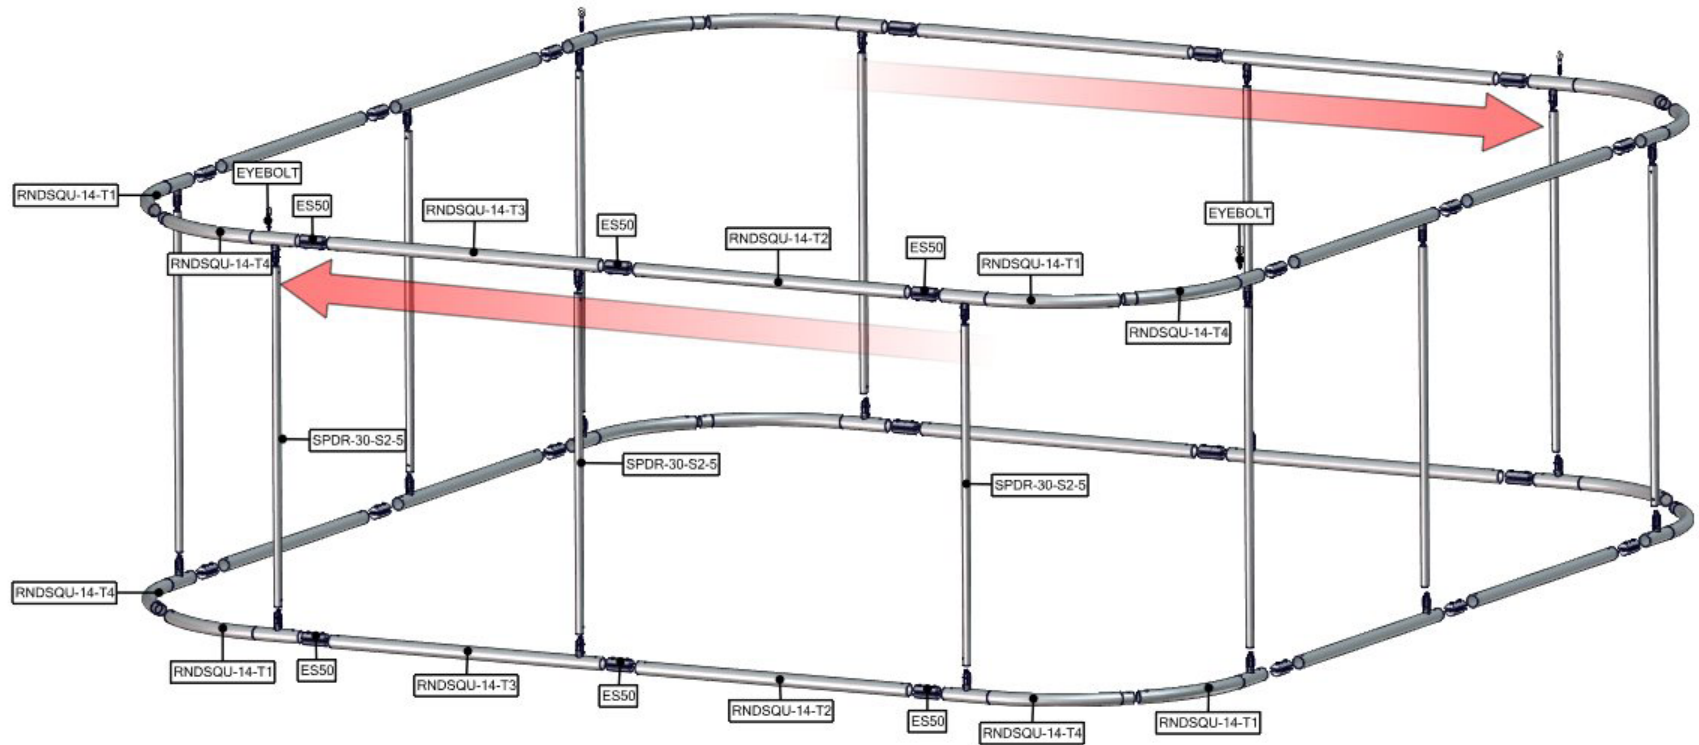 EYEBOLT
RNDSQU-14-T1
ES50
RNDSQU-14-T3
EYEBOLT
ES50
RNDSQU-14-T2
ES50
RNDSQU-14-T1
RNDSQU-14-T4
RNDSQU-14-T4
SPDR-30-S2-5
SPDR-30-S2-5
SPDR-30-S2-5
RNDSQU-14-T4
RNDSQU-14-T1
ES50
RNDSQU-14-T3
ES50
RNDSQU-14-T2
ES50
RNDSQU-14-T4
RNDSQU-14-T1